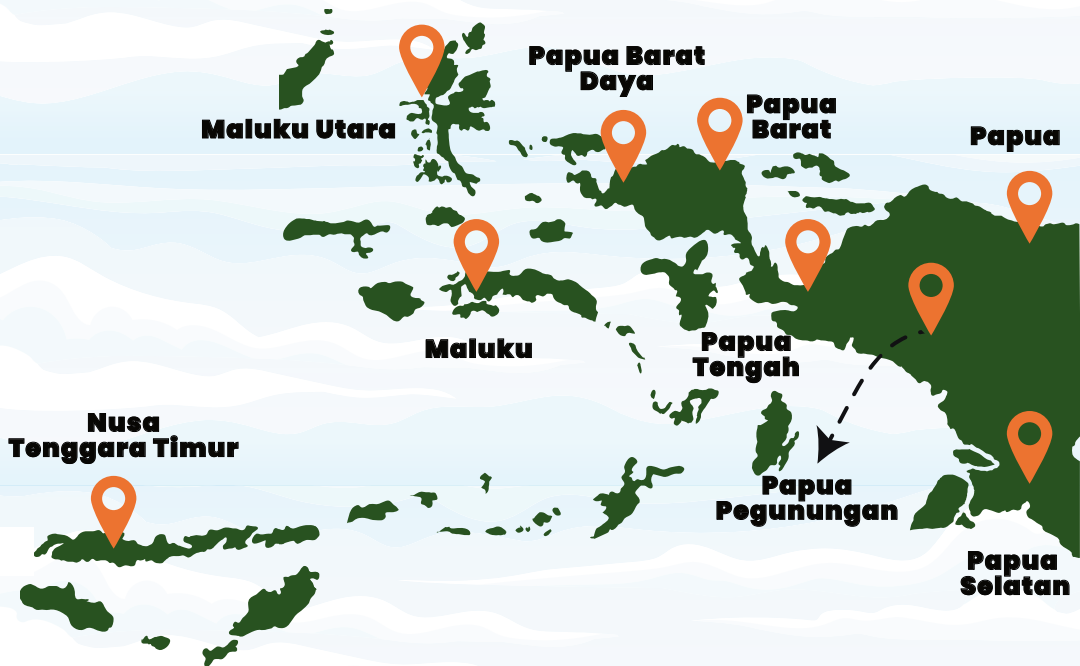 Papua Barat
Daya
Papua
Barat
Maluku Utara
Papua
Maluku
Papua
Tengah
Nusa
Tenggara Timur
Papua
Pegunungan
Papua
Selatan